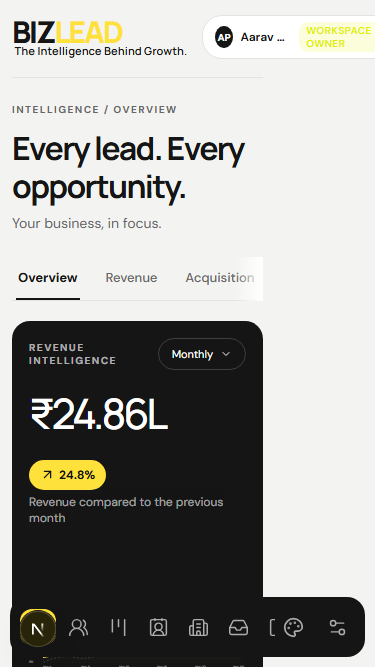 BIZLEAD
The Intelligence Behind Growth.
AP
Aarav ...
WORKSPACE
OWNER
INTELLIGENCE / OVERVIEW
Every lead. Every
opportunity.
Your business, in focus.
Overview Revenue Acquisition
REVENUE
INTELLIGENCE
Monthly
₹24.86L
24.8%
Revenue compared to the previous
month
N